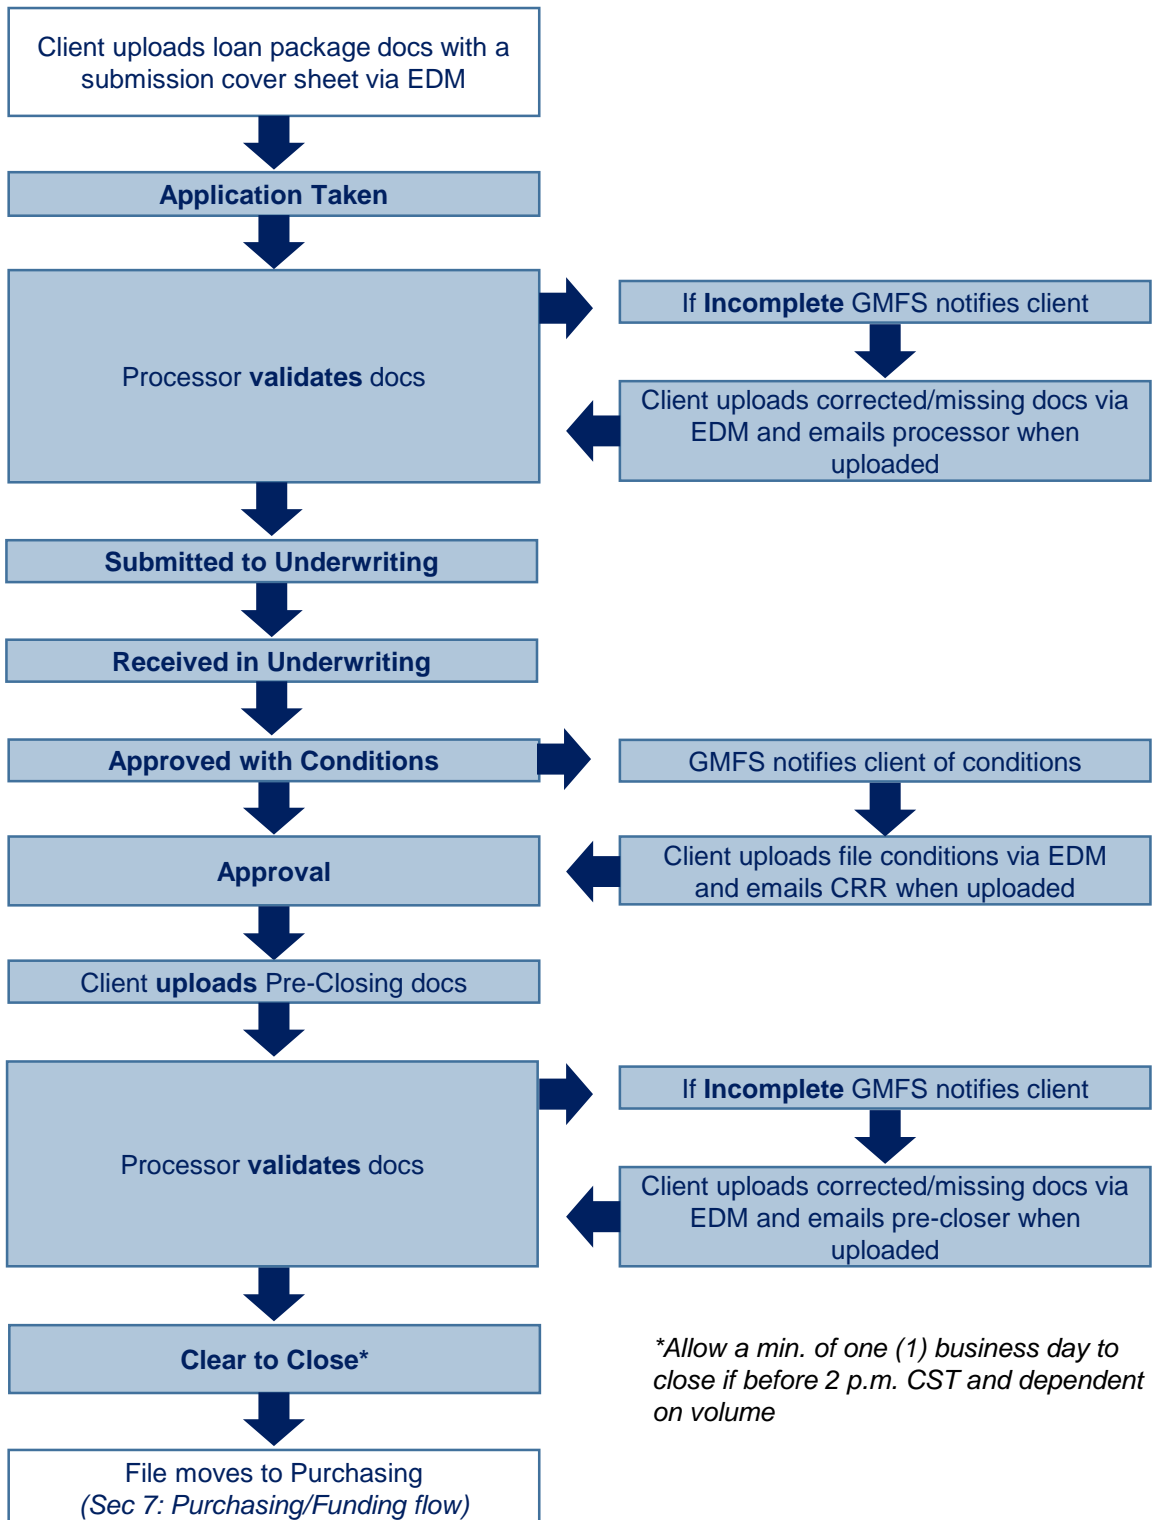 Client uploads loan package docs with a
submission cover sheet via EDM
Application Taken
Processor validates docs
If Incomplete GMFS notifies client
Client uploads corrected/missing docs via
EDM and emails processor when
uploaded
Submitted to Underwriting
Received in Underwriting
Approved with Conditions
GMFS notifies client of conditions
Approval
Client uploads file conditions via EDM
and emails CRR when uploaded
Client uploads Pre-Closing docs
Processor validates docs
If Incomplete GMFS notifies client
Client uploads corrected/missing docs via
EDM and emails pre-closer when
uploaded
Clear to Close*
*Allow a min. of one (1) business day to
close if before 2 p.m. CST and dependent
on volume
File moves to Purchasing
(Sec 7: Purchasing/Funding flow)